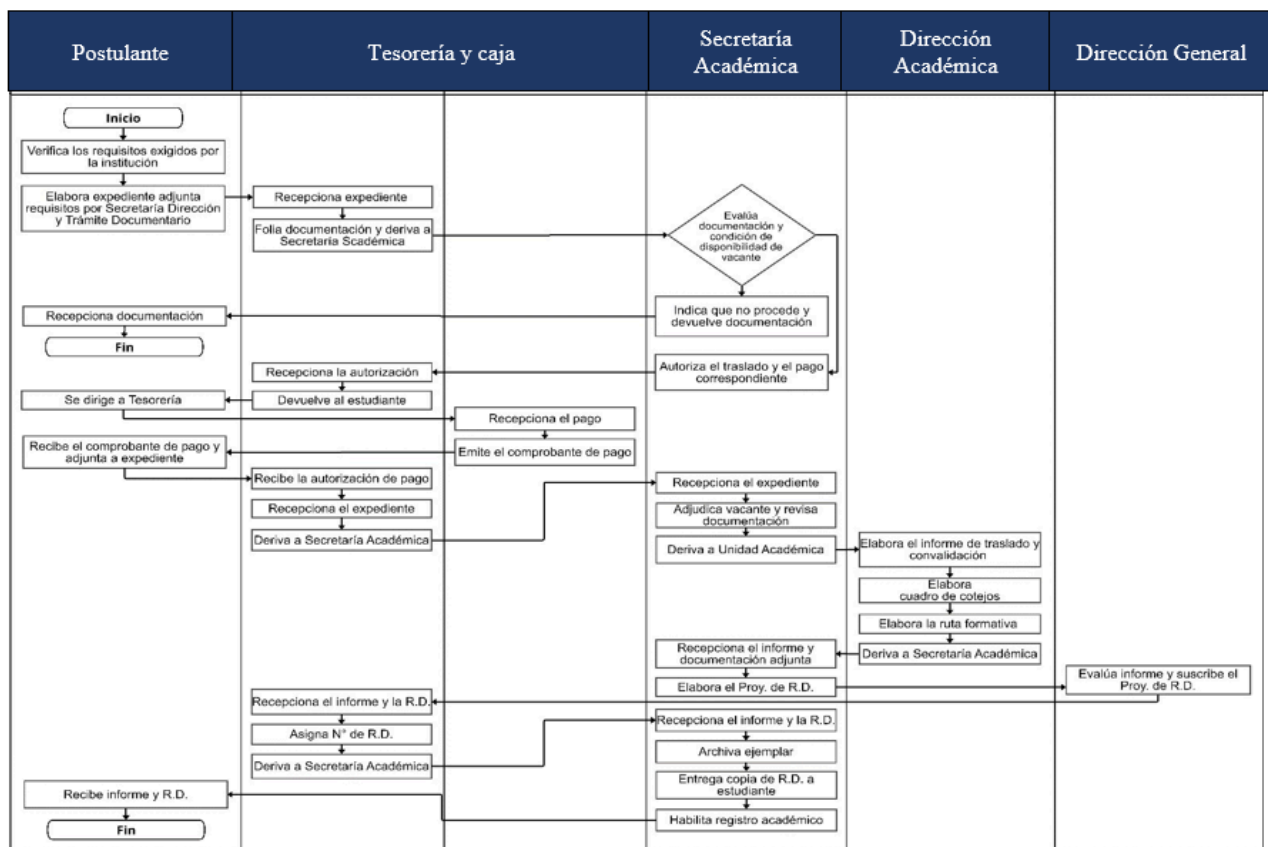 Postulante
Tesorería y caja
Secretaría
Académica
Dirección
Académica
Dirección General
Inicio
Verifica los requisitos exigidos por
la institución
Elabora expediente adjunta
requisitos por Secretaría Dirección
y Trámite Documentario
Recepciona expediente
Folia documentación y deriva a
Secretaría Scadémica
Evalúa
documentación y
condición de
disponibilidad de
vacante
Indica que no procede y
devuelve documentación
Recepciona documentación
Fin
Autoriza el traslado y el pago
correspondiente
Recepciona la autorización
Devuelve al estudiante
Se dirige a Tesorería
Recepciona el pago
Emite el comprobante de pago
Recibe el comprobante de pago y
adjunta a expediente
Recibe la autorización de pago
Recepciona el expediente
Deriva a Secretaría Académica
Recepciona el expediente
Adjudica vacante y revisa
documentación
Deriva a Unidad Académica
Elabora el informe de traslado y
convalidación
Elabora
cuadro de cotejos
Elabora la ruta formativa
Deriva a Secretaría Académica
Recepciona el informe y
documentación adjunta
Elabora el Proy. de R.D.
Evalúa informe y suscribe el
Proy. de R.D.
Recepciona el informe y la R.D.
Asigna N° de R.D.
Deriva a Secretaría Académica
Recepciona el informe y la R.D.
Archiva ejemplar
Entrega copia de R.D. a
estudiante
Habilita registro académico
Recibe informe y R.D.
Fin